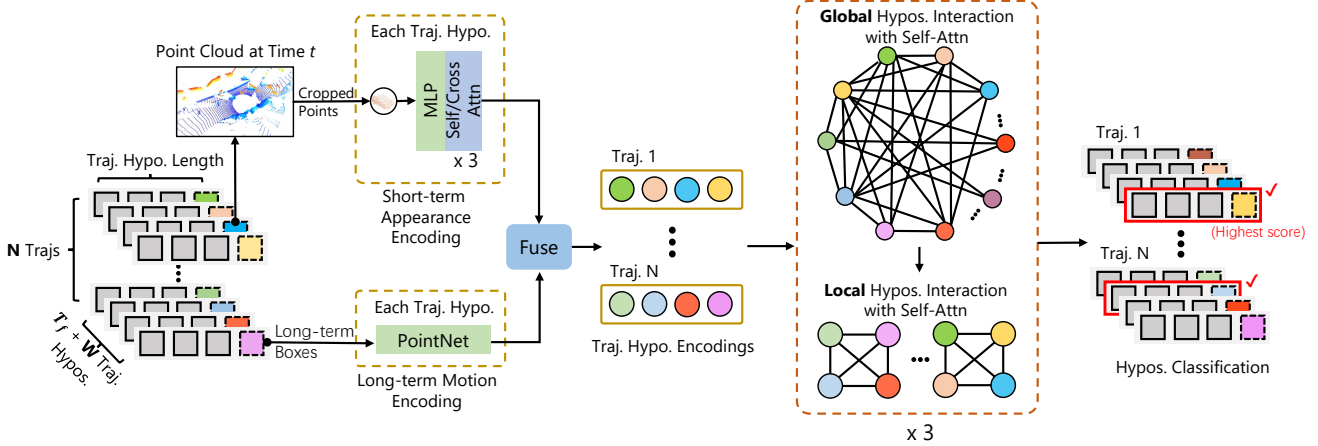 Point Cloud at Time t
Cropped
Points
Each Traj. Hypo.
MLP
Self/Cross
Attn
x 3
Short-term
Appearance
Encoding
Traj. Hypo. Length
N Trajs
T_f + W Traj.
Hypos.
Long-term
Boxes
Each Traj. Hypo.
PointNet
Long-term Motion
Encoding
Fuse
Traj. 1
Traj. N
Traj. Hypo. Encodings
Global Hypos. Interaction
with Self-Attn
Local Hypos. Interaction
with Self-Attn
x 3
Traj. 1
(Highest score)
Traj. N
Hypos. Classification